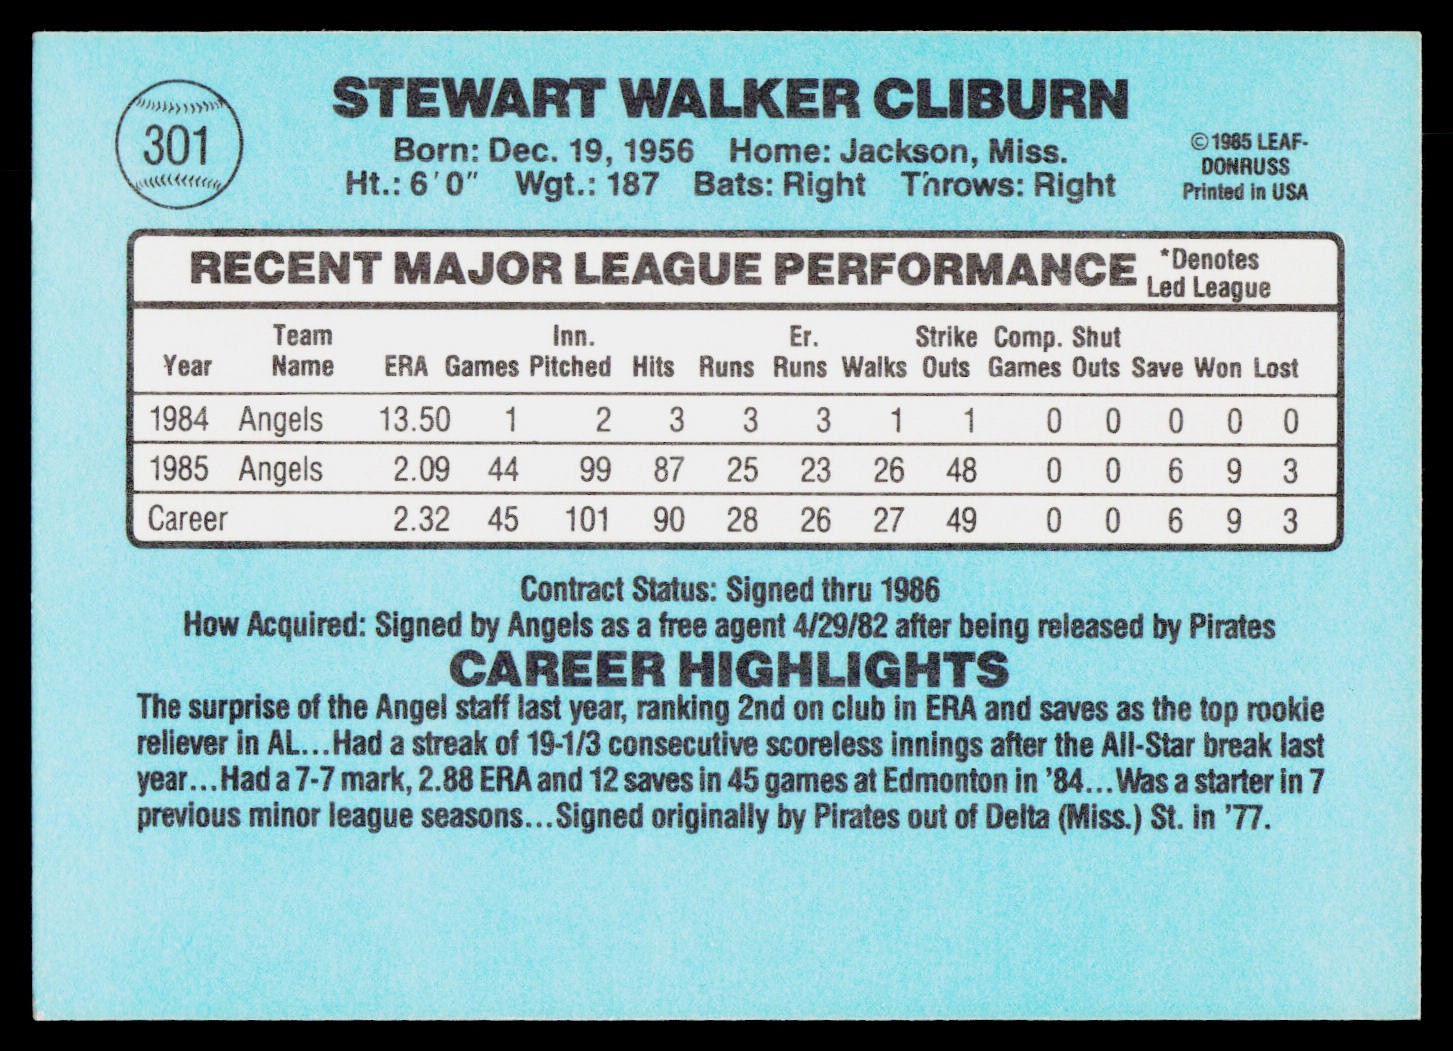 301
STEWART WALKER CLIBURN
Born: Dec. 19, 1956 Home: Jackson, Miss.
Ht.: 6'0" Wgt.: 187 Bats: Right Throws: Right
©1985 LEAF-
DONRUSS
Printed in USA
RECENT MAJOR LEAGUE PERFORMANCE
*Denotes
Led League
Year Team Name ERA Games Inn. Pitched Hits Runs Er. Runs Walks Strike Outs Comp. Games Shut Outs Save Won Lost
1984 Angels 13.50 1 2 3 3 3 1 1 0 0 0 0 0
1985 Angels 2.09 44 99 87 25 23 26 48 0 0 6 9 3
Career 2.32 45 101 90 28 26 27 49 0 0 6 9 3
Contract Status: Signed thru 1986
How Acquired: Signed by Angels as a free agent 4/29/82 after being released by Pirates
CAREER HIGHLIGHTS
The surprise of the Angel staff last year, ranking 2nd on club in ERA and saves as the top rookie
reliever in AL...Had a streak of 19-1/3 consecutive scoreless innings after the All-Star break last
year...Had a 7-7 mark, 2.88 ERA and 12 saves in 45 games at Edmonton in '84...Was a starter in 7
previous minor league seasons...Signed originally by Pirates out of Delta (Miss.) St. in '77.